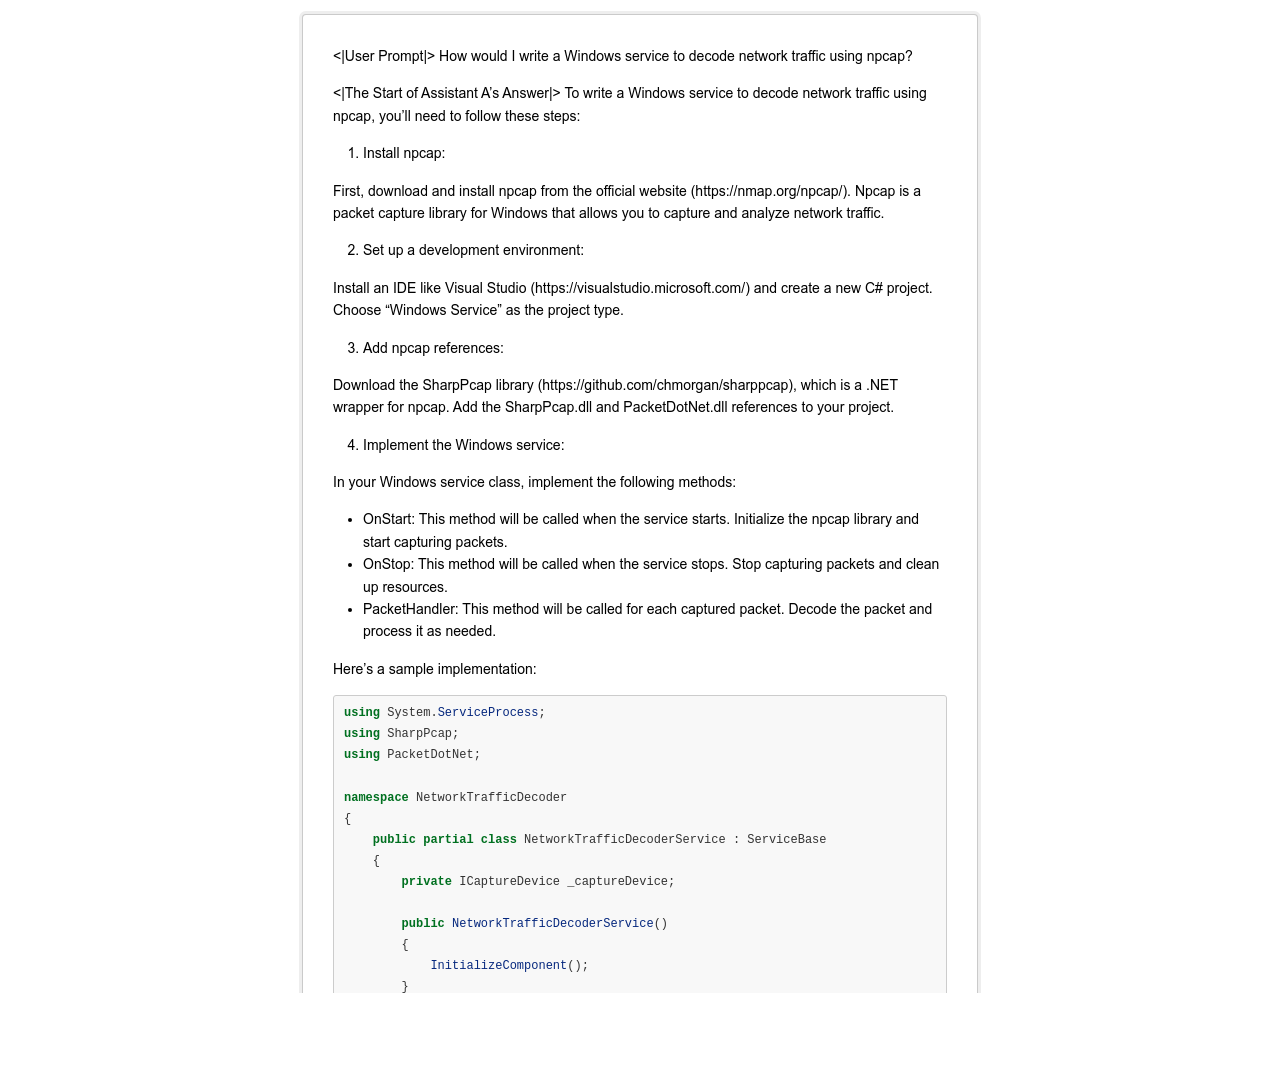 <|User Prompt|> How would I write a Windows service to decode network traffic using npcap?
<|The Start of Assistant A’s Answer|> To write a Windows service to decode network traffic using
npcap, you’ll need to follow these steps:
1. Install npcap:
First, download and install npcap from the official website (https://nmap.org/npcap/). Npcap is a
packet capture library for Windows that allows you to capture and analyze network traffic.
2. Set up a development environment:
Install an IDE like Visual Studio (https://visualstudio.microsoft.com/) and create a new C# project.
Choose “Windows Service” as the project type.
3. Add npcap references:
Download the SharpPcap library (https://github.com/chmorgan/sharppcap), which is a .NET
wrapper for npcap. Add the SharpPcap.dll and PacketDotNet.dll references to your project.
4. Implement the Windows service:
In your Windows service class, implement the following methods:
• OnStart: This method will be called when the service starts. Initialize the npcap library and
start capturing packets.
• OnStop: This method will be called when the service stops. Stop capturing packets and clean
up resources.
• PacketHandler: This method will be called for each captured packet. Decode the packet and
process it as needed.
Here’s a sample implementation:
using System.ServiceProcess;
using SharpPcap;
using PacketDotNet;

namespace NetworkTrafficDecoder
{
    public partial class NetworkTrafficDecoderService : ServiceBase
    {
        private ICaptureDevice _captureDevice;

        public NetworkTrafficDecoderService()
        {
            InitializeComponent();
        }